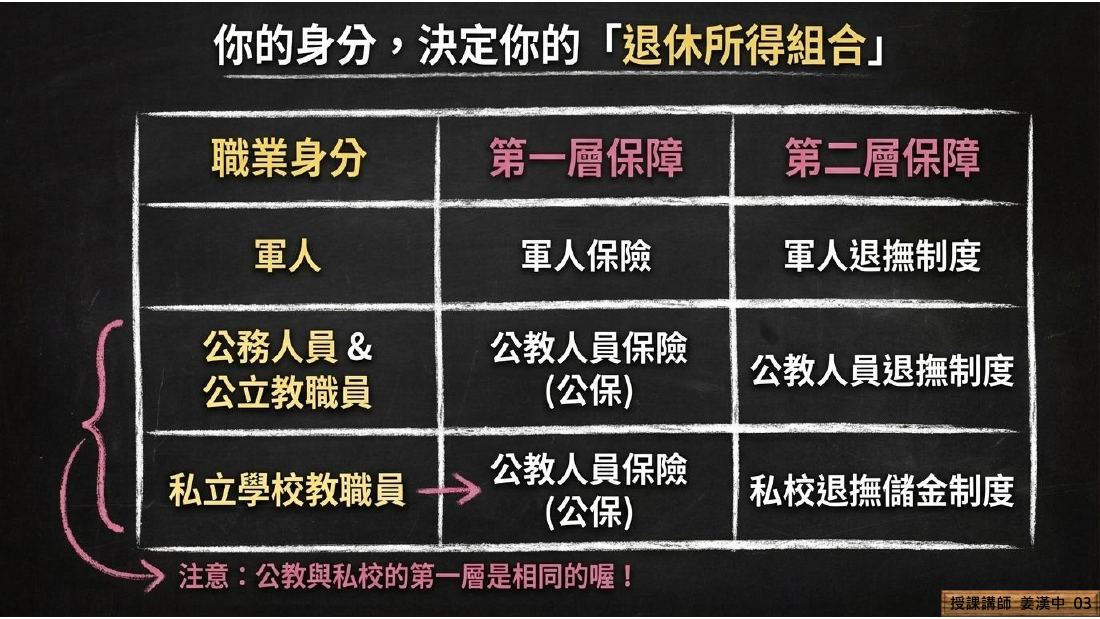 你的身分，決定你的「退休所得組合」
職業身分 第一層保障 第二層保障
軍人 軍人保險 軍人退撫制度
公務人員 &
公立教職員
公教人員保險
(公保)
公教人員退撫制度
私立學校教職員
公教人員保險
(公保)
私校退撫儲金制度
注意：公教與私校的第一層是相同的喔！
授課講師 姜漢中 03